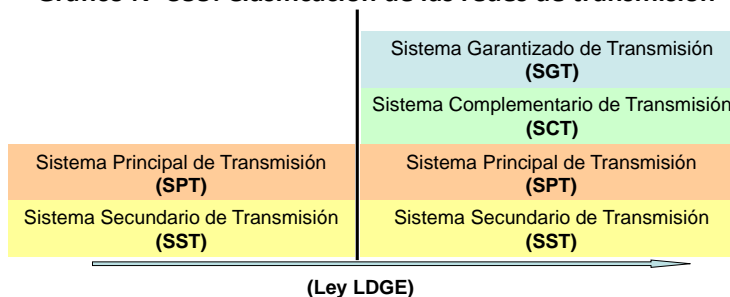 Sistema Garantizado de Transmisión
(SGT)
Sistema Complementario de Transmisión
(SCT)
Sistema Principal de Transmisión
(SPT)
Sistema Principal de Transmisión
(SPT)
Sistema Secundario de Transmisión
(SST)
Sistema Secundario de Transmisión
(SST)
(Ley LDGE)